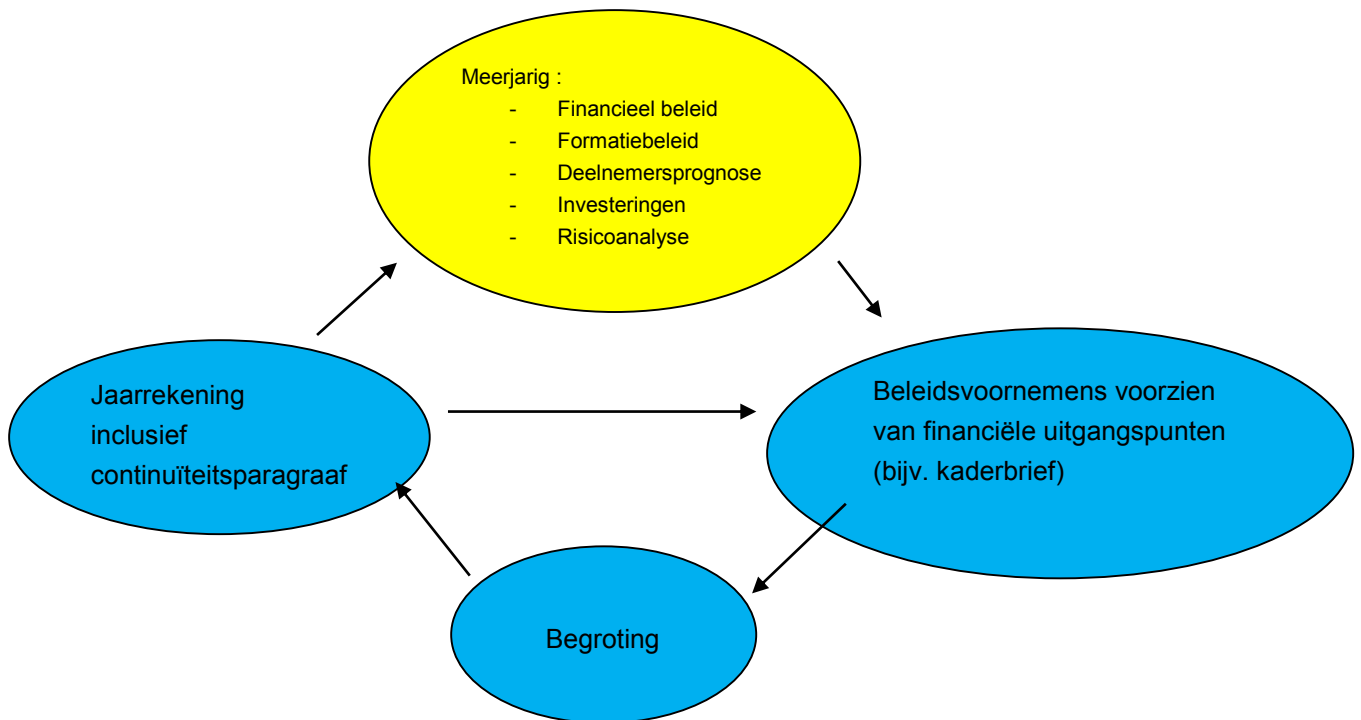 Meerjarig :
- Financieel beleid
- Formatiebeleid
- Deelnemersprognose
- Investeringen
- Risicoanalyse
Jaarrekening
inclusief
continuïteitsparagraaf
Beleidsvoornemens voorzien
van financiële uitgangspunten
(bijv. kaderbrief)
Begroting